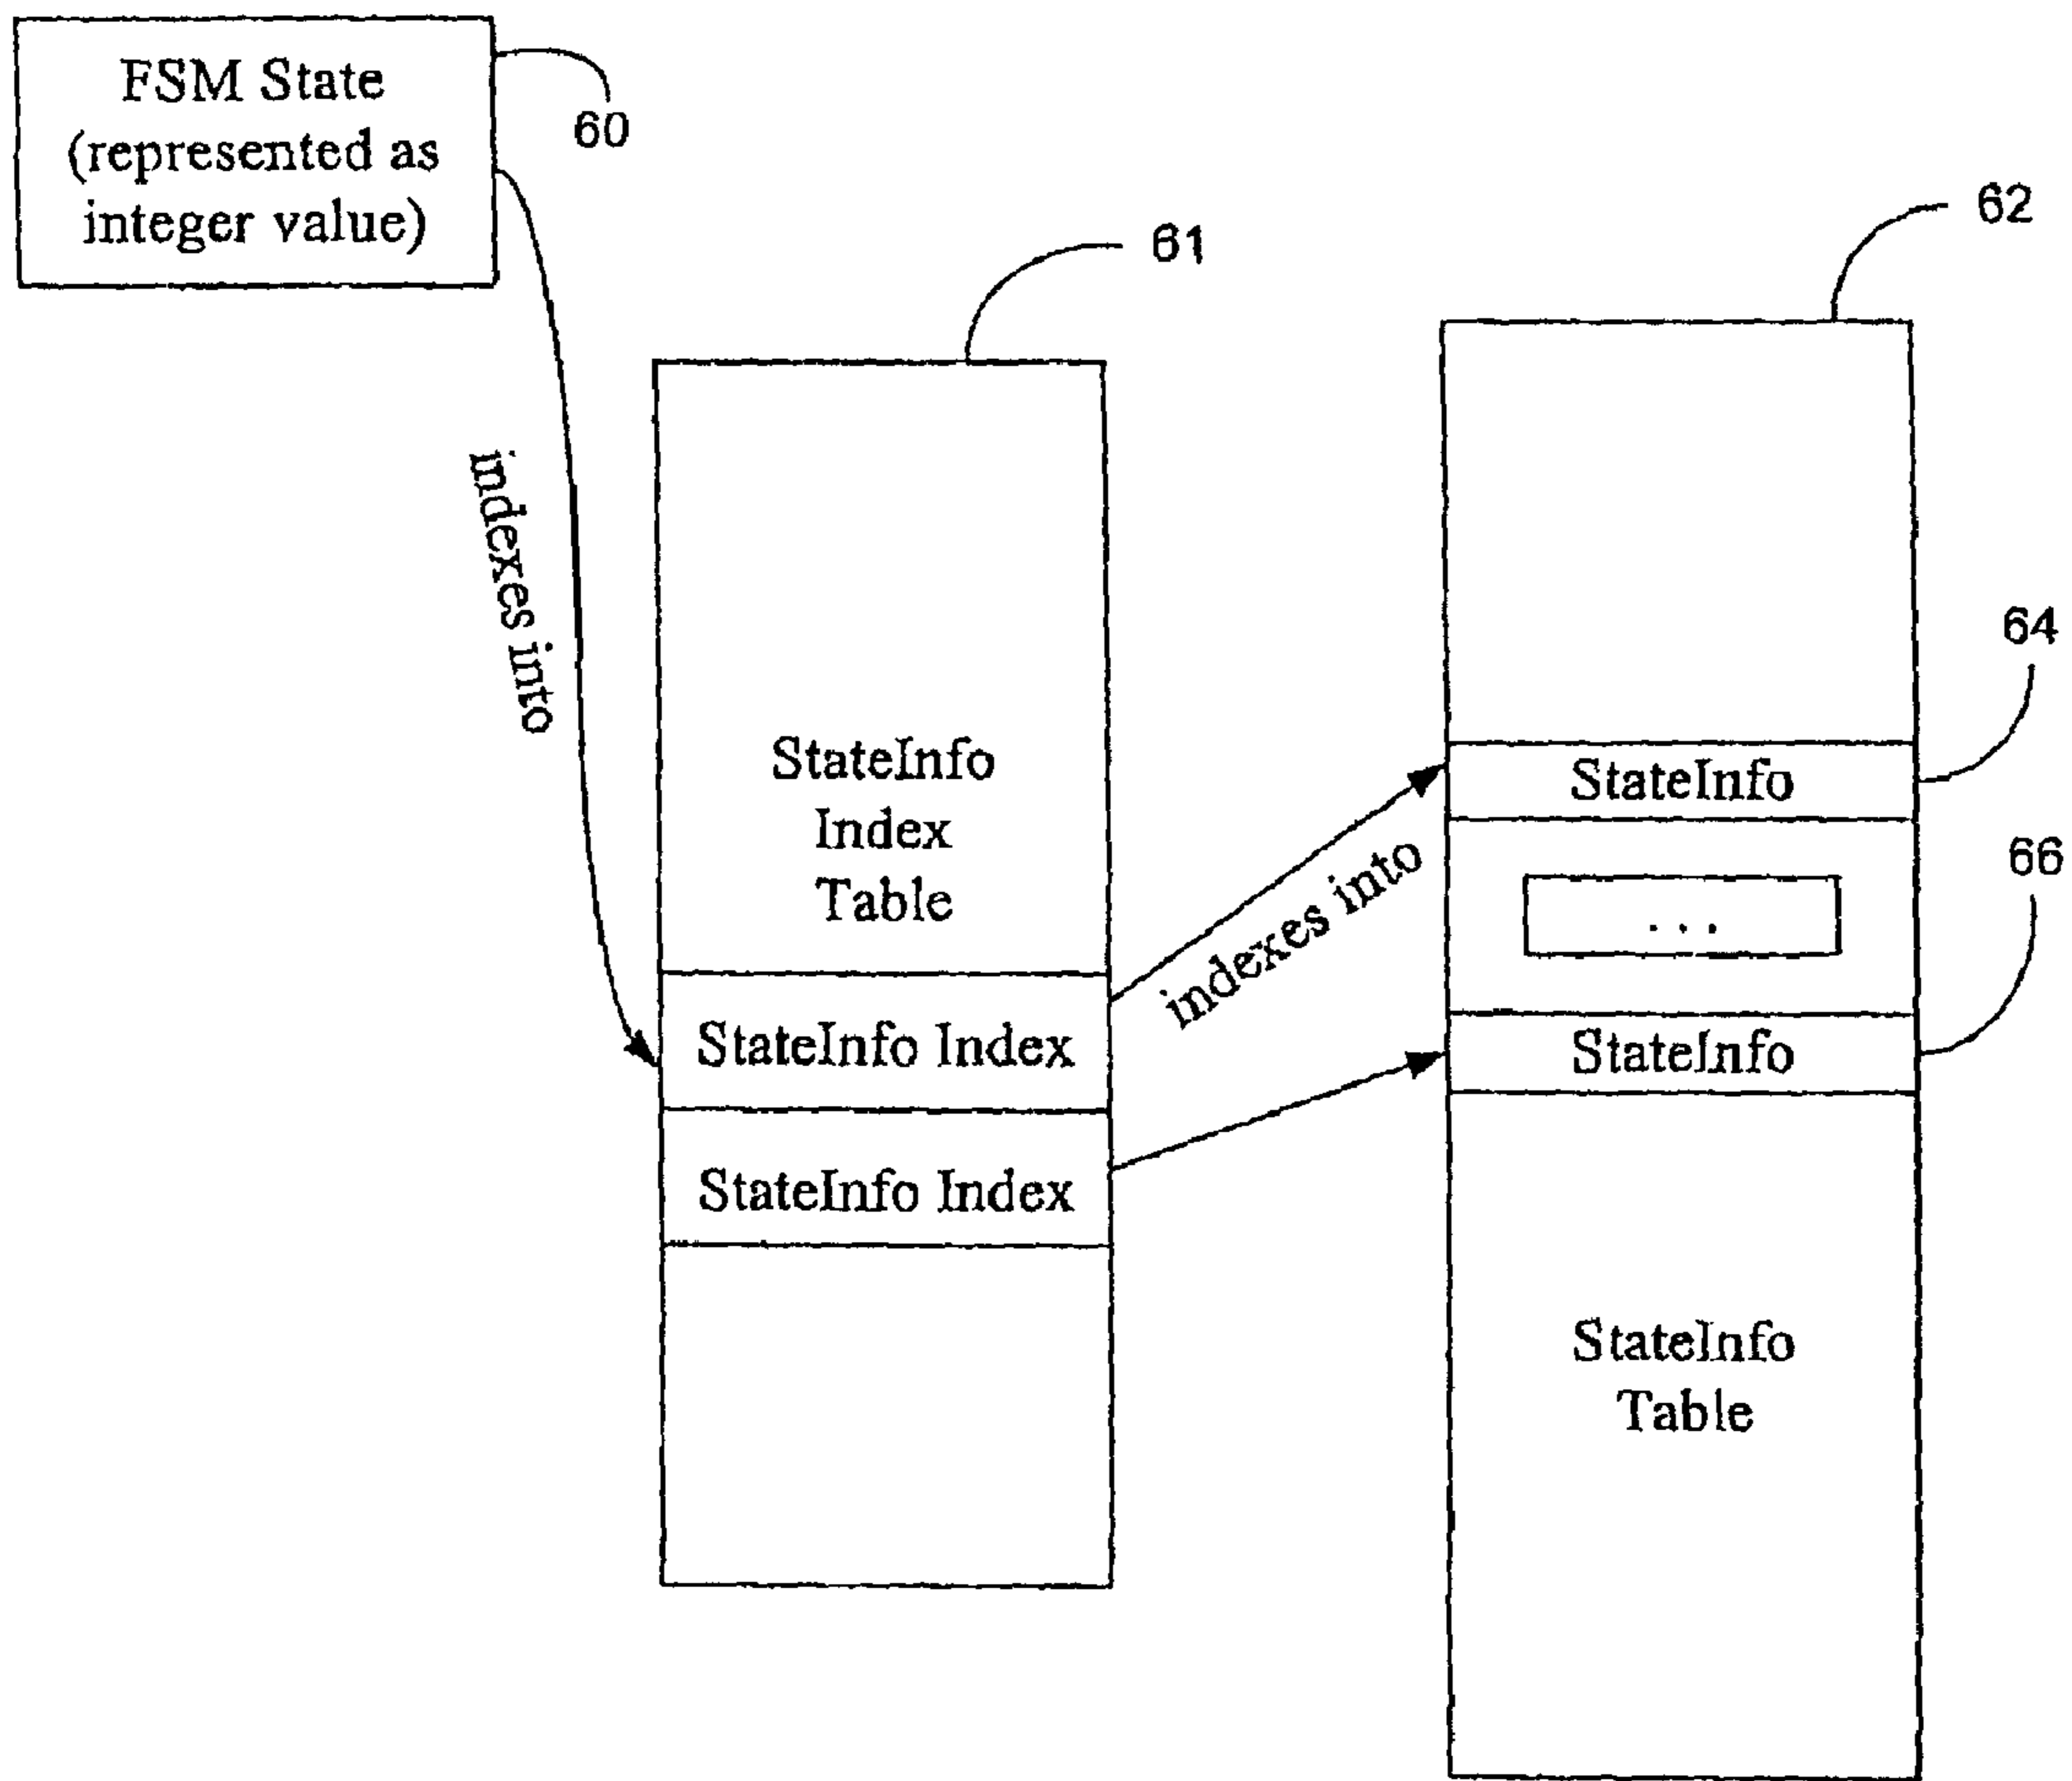 FSM State
(represented as
integer value)
60
61
62
indexes into
StateInfo
Index
Table
StateInfo Index
StateInfo Index
indexes into
64
StateInfo
. . .
66
StateInfo
StateInfo
Table